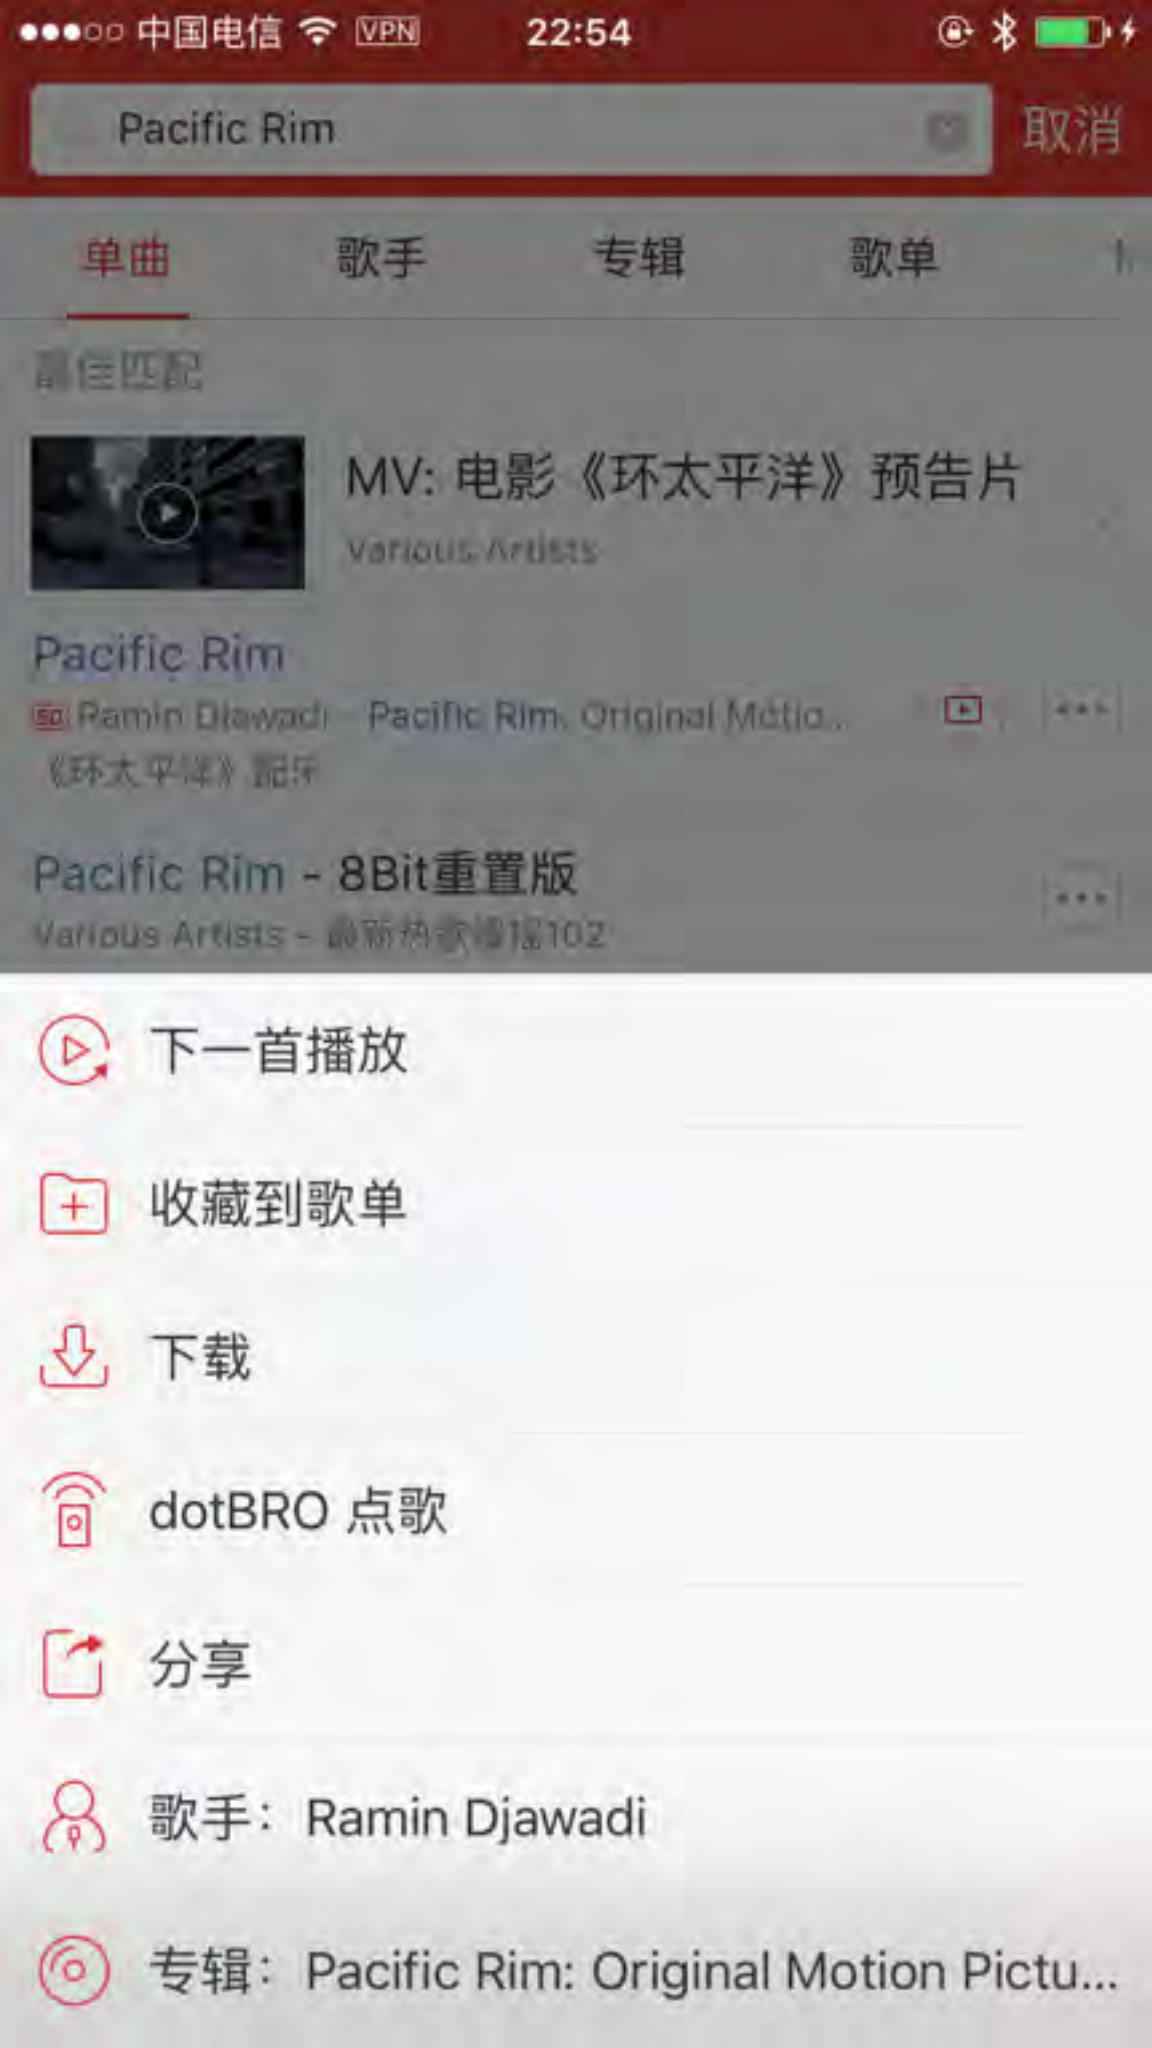 中国电信 VPN 22:54
Pacific Rim 取消
单曲 歌手 专辑 歌单
最佳匹配
MV: 电影《环太平洋》预告片
Various Artists
Pacific Rim
SQ Ramin Djawadi - Pacific Rim: Original Motio...
《环太平洋》配乐
Pacific Rim - 8Bit重置版
Various Artists - 最新热歌慢摇102
下一首播放
收藏到歌单
下载
dotBRO 点歌
分享
歌手：Ramin Djawadi
专辑：Pacific Rim: Original Motion Pictu...